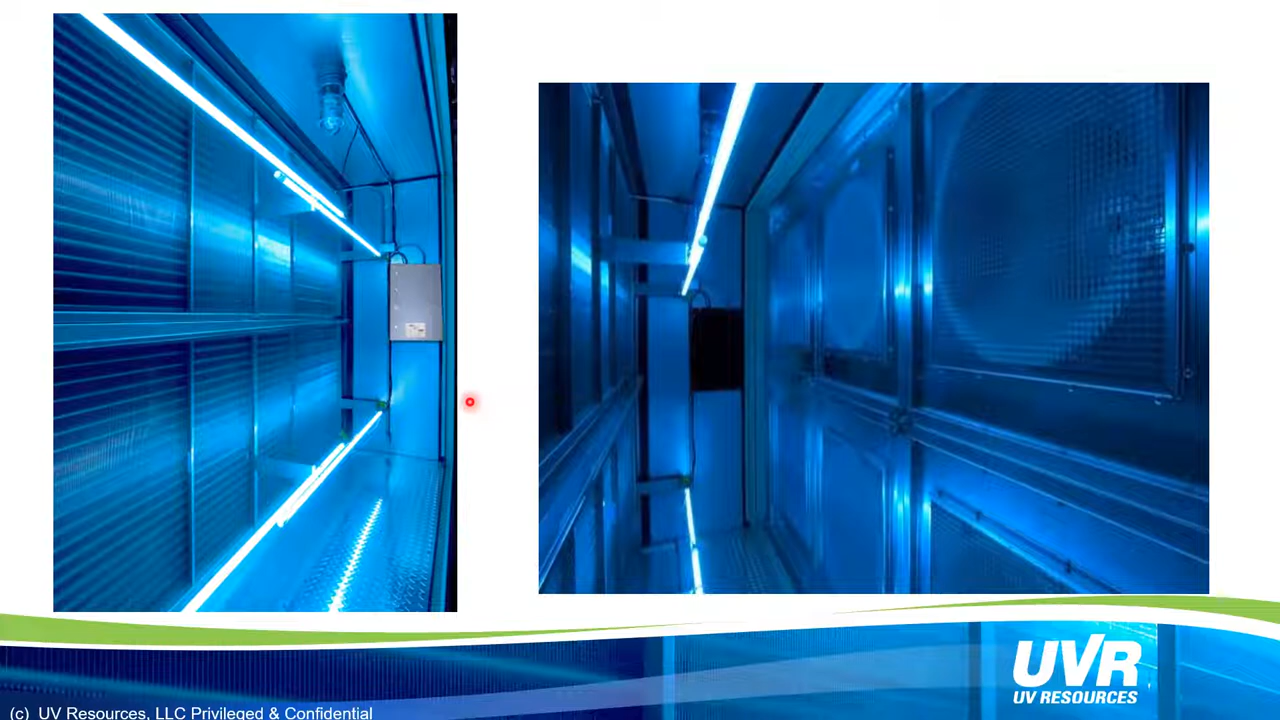 UVR
UV RESOURCES
(c) UV Resources, LLC Privileged & Confidential